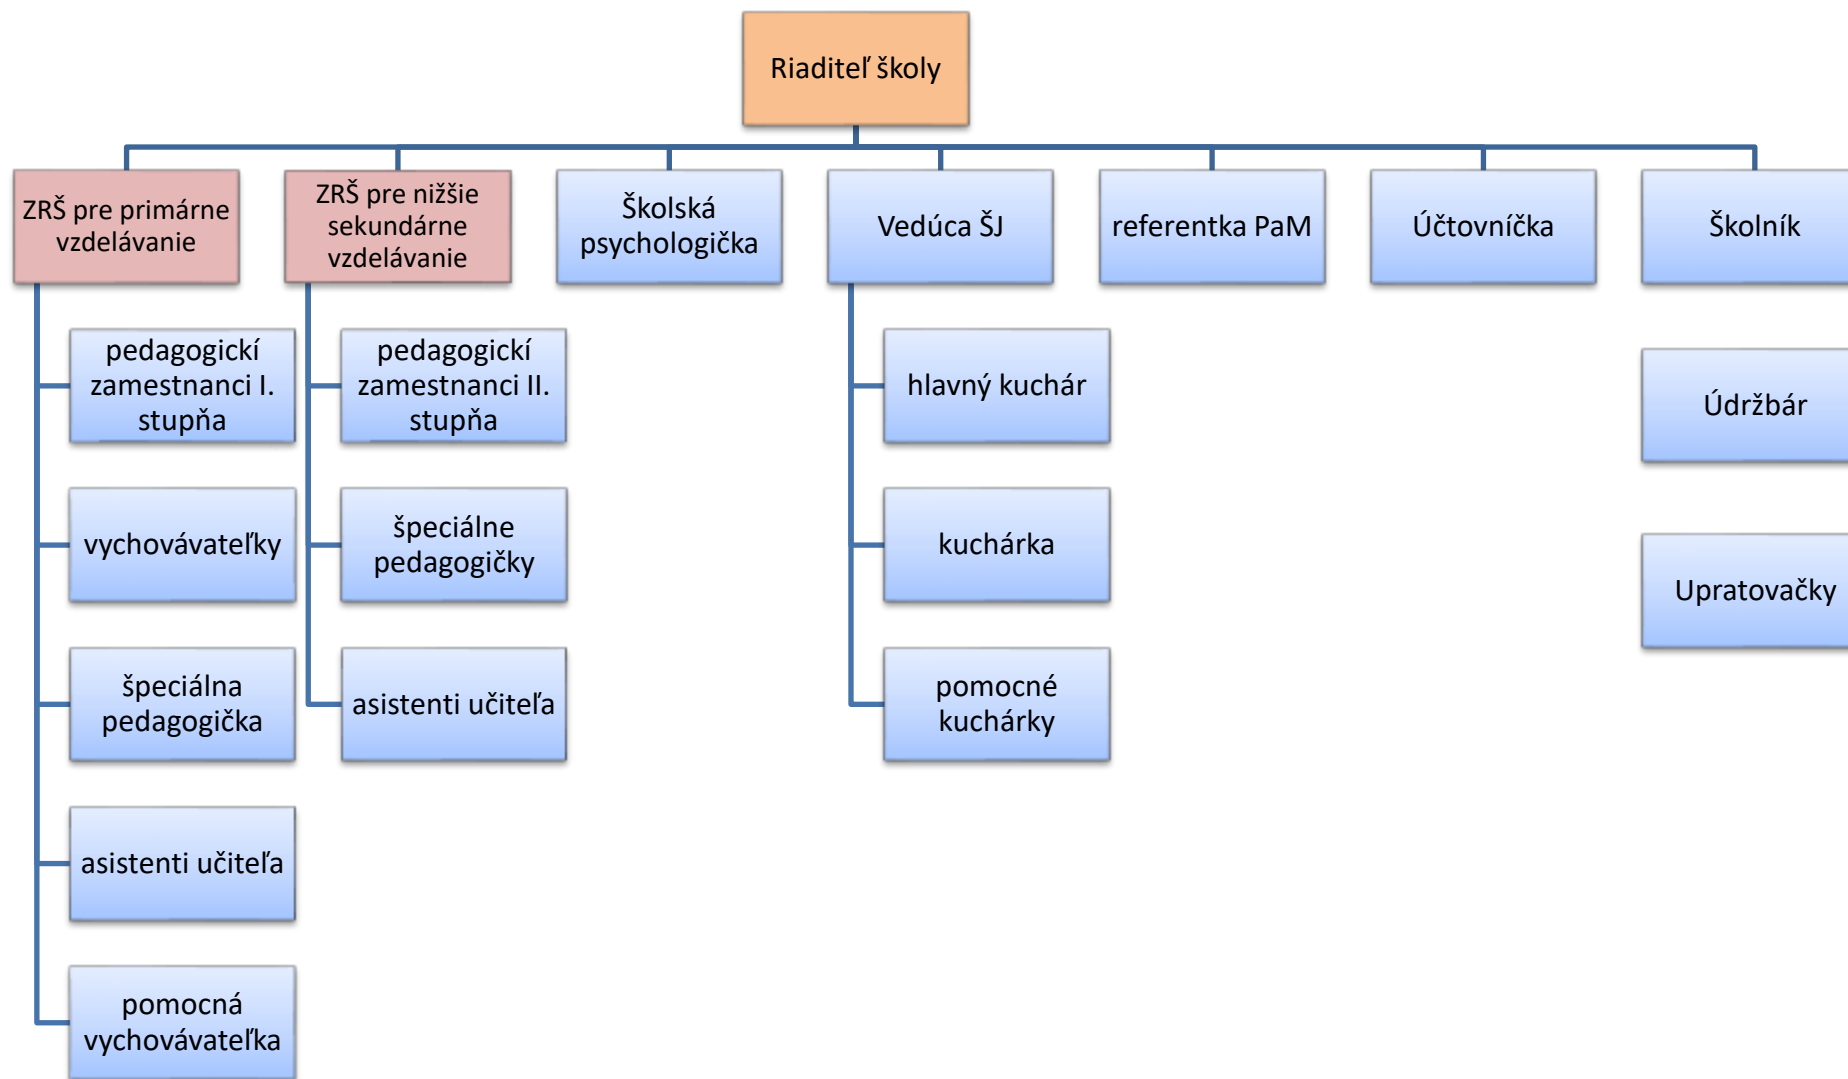 Riaditeľ školy
ZRŠ pre primárne
vzdelávanie
ZRŠ pre nižšie
sekundárne
vzdelávanie
Školská
psychologička
Vedúca ŠJ
referentka PaM
Účtovníčka
Školník
pedagogickí
zamestnanci I.
stupňa
pedagogickí
zamestnanci II.
stupňa
hlavný kuchár
Údržbár
vychovávateľky
špeciálne
pedagogičky
kuchárka
Upratovačky
špeciálna
pedagogička
asistenti učiteľa
pomocné
kuchárky
asistenti učiteľa
pomocná
vychovávateľka